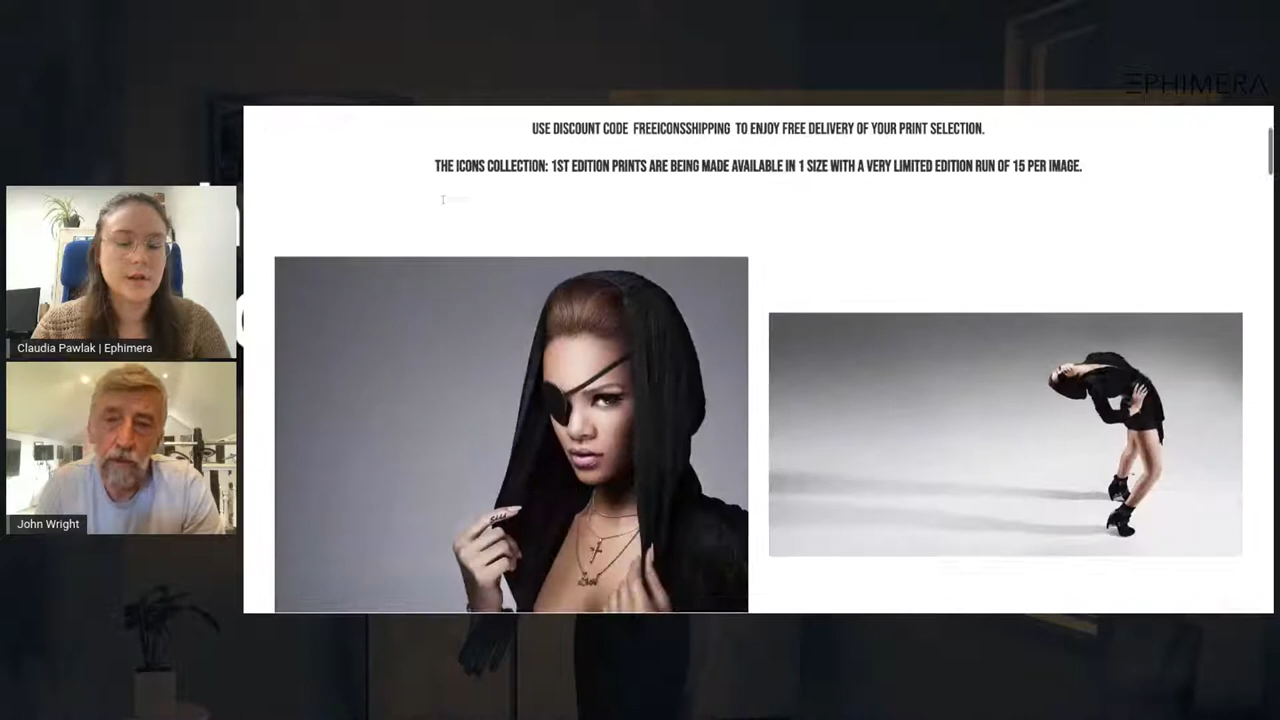 EPHIMERA
USE DISCOUNT CODE FREEICONSSHIPPING TO ENJOY FREE DELIVERY OF YOUR PRINT SELECTION.
THE ICONS COLLECTION: 1ST EDITION PRINTS ARE BEING MADE AVAILABLE IN 1 SIZE WITH A VERY LIMITED EDITION RUN OF 15 PER IMAGE.
Claudia Pawlak | Ephimera
John Wright